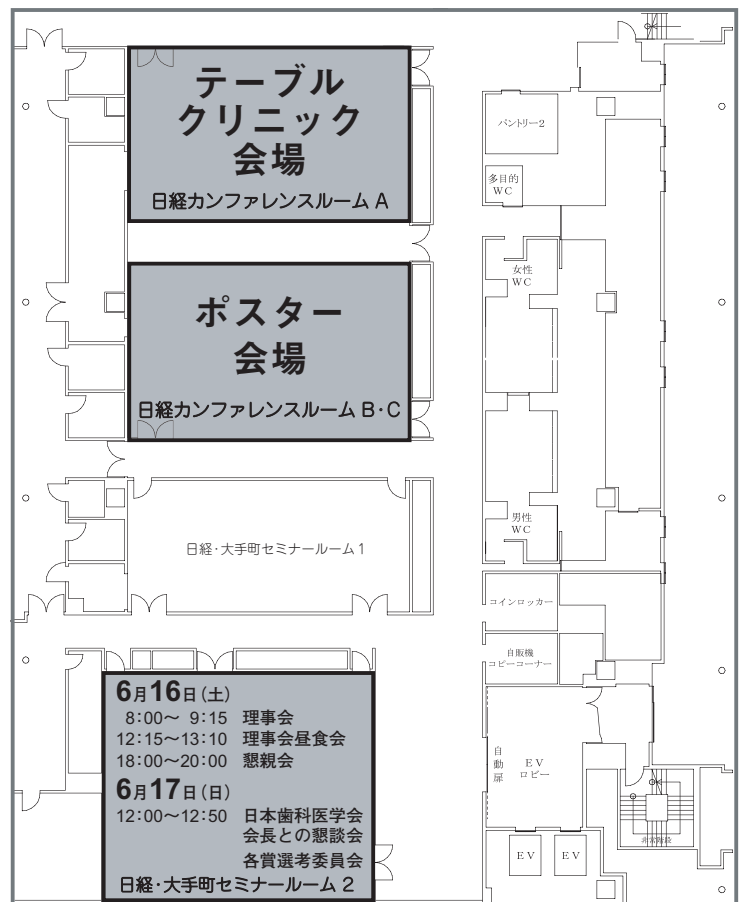 テーブル
クリニック
会場
日経カンファレンスルーム A
ポスター
会場
日経カンファレンスルーム B・C
日経・大手町セミナールーム1
6月16日（土）
8:00～ 9:15 理事会
12:15～13:10 理事会昼食会
18:00～20:00 懇親会
6月17日（日）
12:00～12:50 日本歯科医学会
会長との懇談会
各賞選考委員会
日経・大手町セミナールーム 2
パントリー2
多目的
WC
女性
WC
男性
WC
コインロッカー
自販機
コピーコーナー
自動扉
EV
ロビー
非常階段
EV
EV